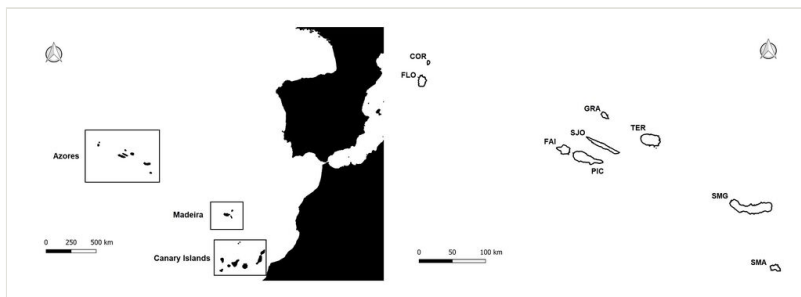 Azores
Madeira
Canary Islands
0 250 500 km
COR
FLO
GRA
SJO
TER
FAI
PIC
SMG
SMA
0 50 100 km